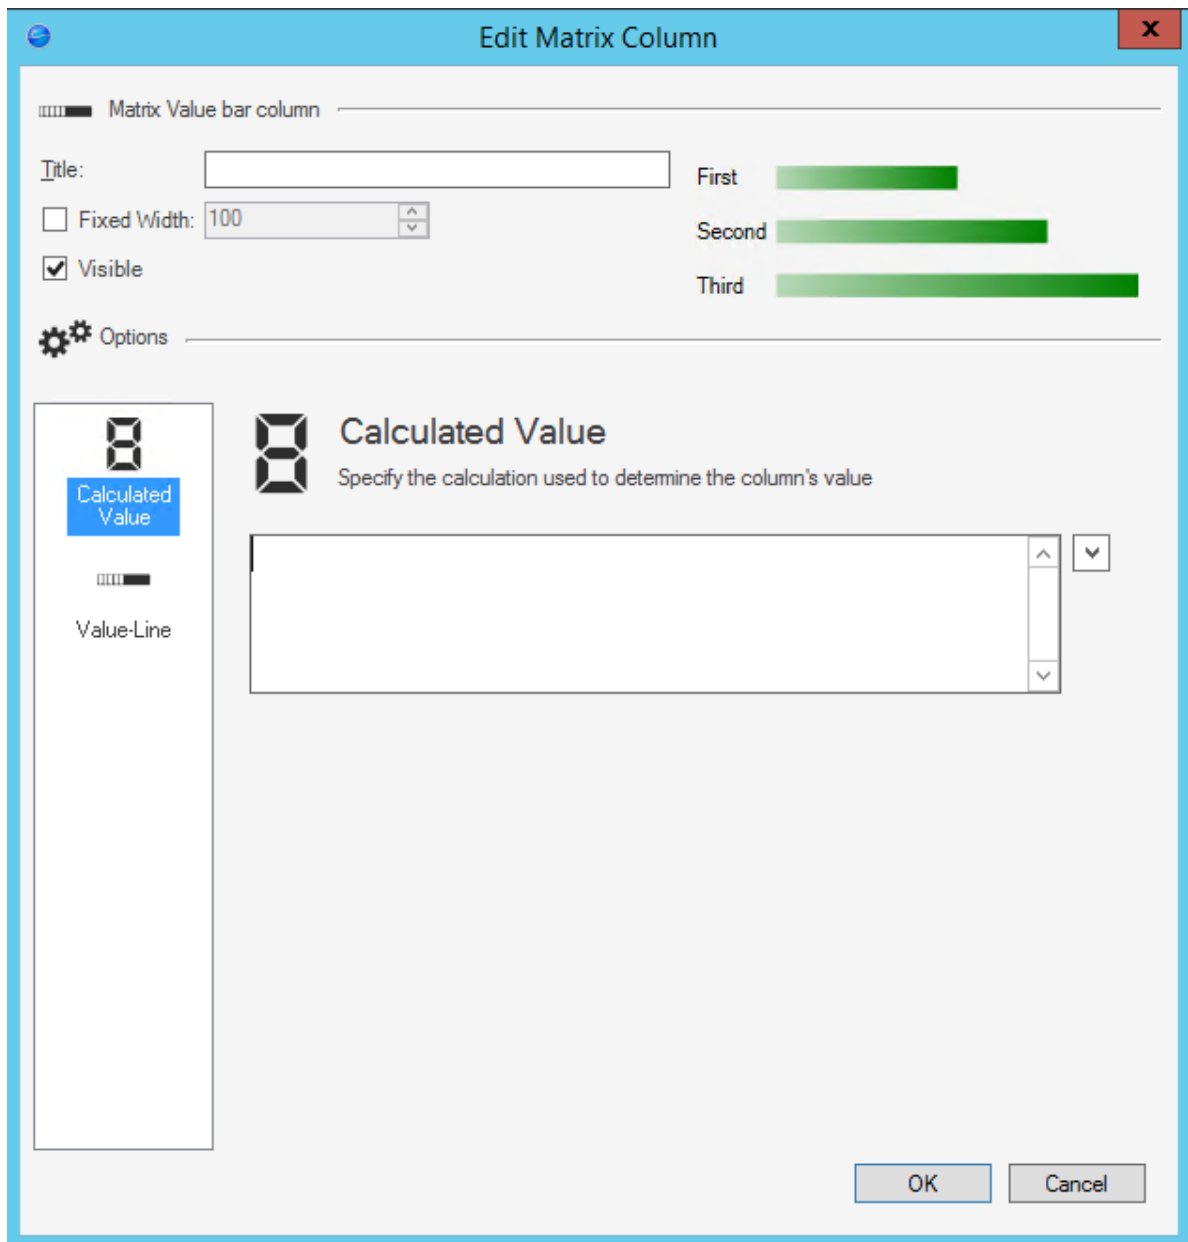 Edit Matrix Column
x
Matrix Value bar column
Title:
First
Fixed Width: 100
Second
Visible
Third
Options
Calculated Value
Specify the calculation used to determine the column's value
Calculated
Value
Value-Line
OK
Cancel